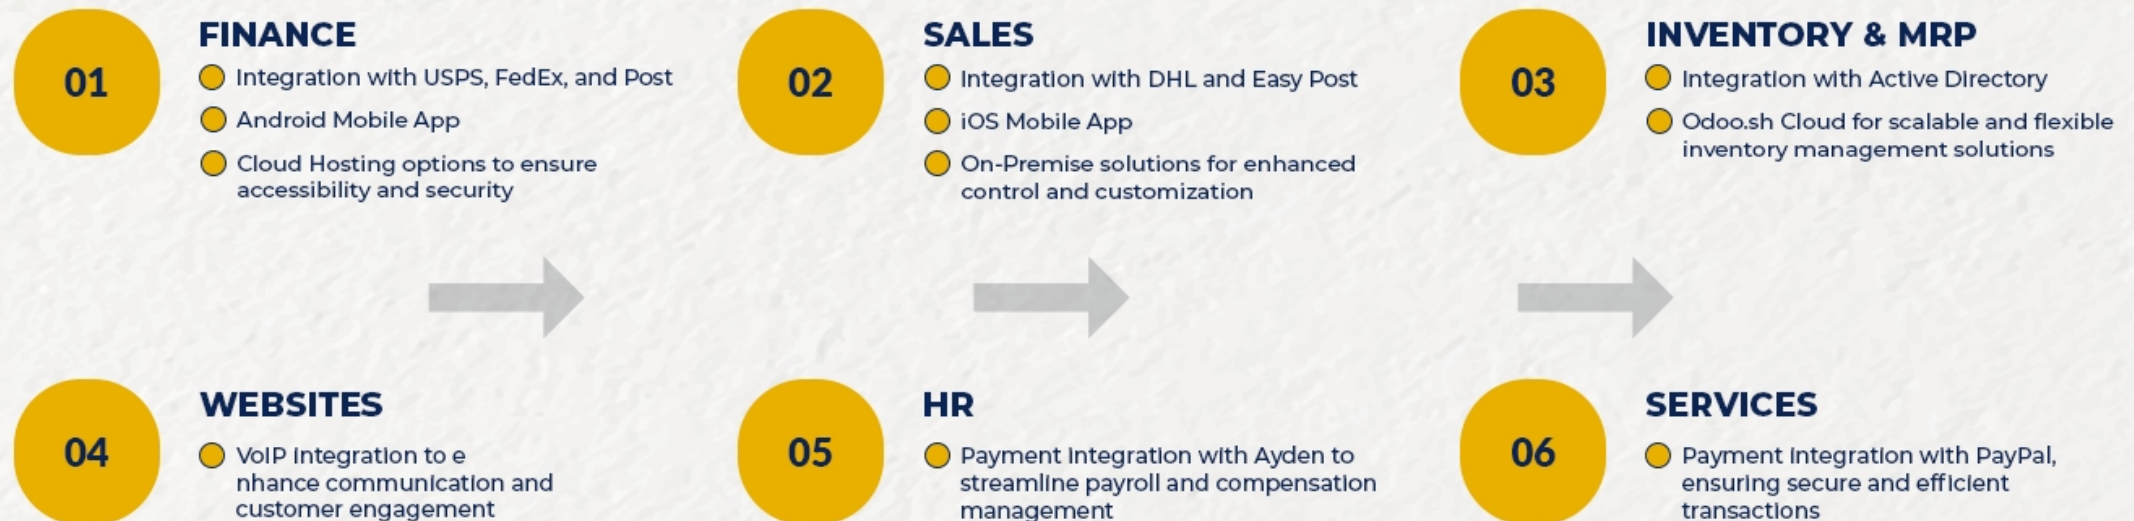 01
FINANCE
Integration with USPS, FedEx, and Post
Android Mobile App
Cloud Hosting options to ensure
accessibility and security
02
SALES
Integration with DHL and Easy Post
iOS Mobile App
On-Premise solutions for enhanced
control and customization
03
INVENTORY & MRP
Integration with Active Directory
Odoo.sh Cloud for scalable and flexible
inventory management solutions
04
WEBSITES
VoIP integration to e
nhance communication and
customer engagement
05
HR
Payment integration with Ayden to
streamline payroll and compensation
management
06
SERVICES
Payment integration with PayPal,
ensuring secure and efficient
transactions